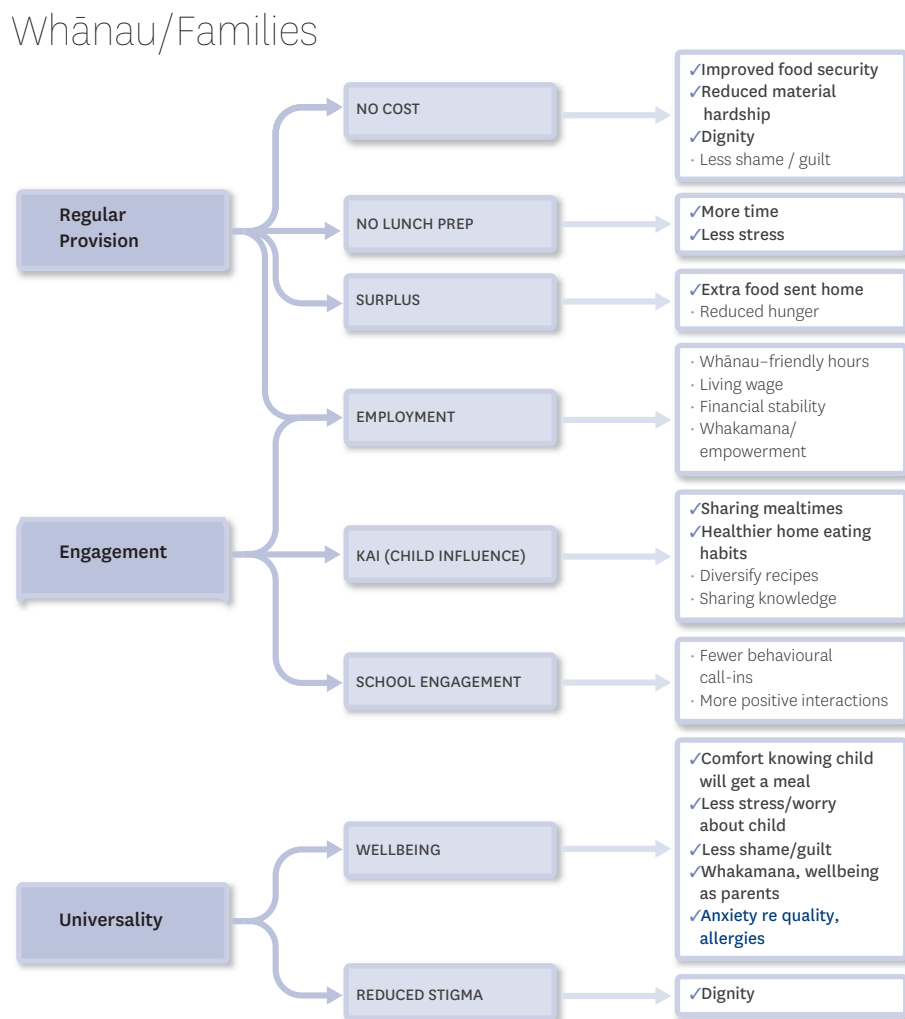 Whānau/Families
Regular
Provision
NO COST
✓Improved food security
✓Reduced material
hardship
✓Dignity
· Less shame / guilt
NO LUNCH PREP
✓More time
✓Less stress
SURPLUS
✓Extra food sent home
· Reduced hunger
EMPLOYMENT
· Whānau–friendly hours
· Living wage
· Financial stability
· Whakamana/
empowerment
Engagement
KAI (CHILD INFLUENCE)
✓Sharing mealtimes
✓Healthier home eating
habits
· Diversify recipes
· Sharing knowledge
SCHOOL ENGAGEMENT
· Fewer behavioural
call-ins
· More positive interactions
Universality
WELLBEING
✓Comfort knowing child
will get a meal
✓Less stress/worry
about child
✓Less shame/guilt
✓Whakamana, wellbeing
as parents
✓Anxiety re quality,
allergies
REDUCED STIGMA
✓Dignity